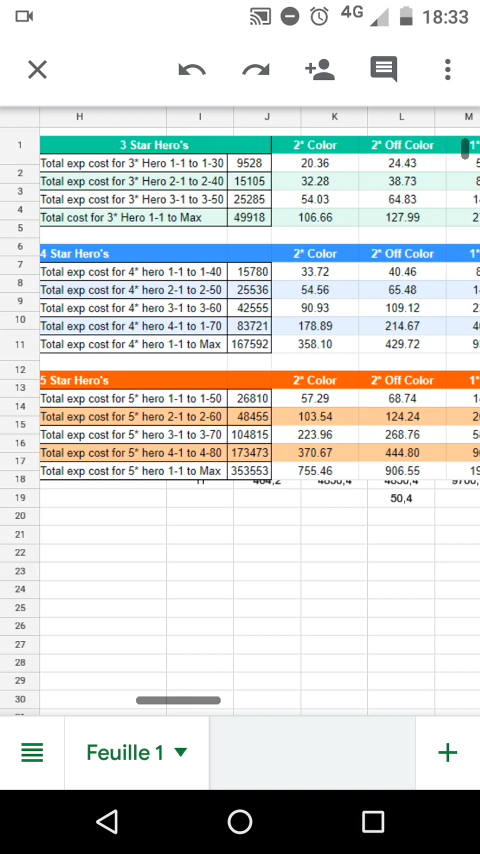 4G 18:33
H I J K L M
1 3 Star Hero's 2* Color 2* Off Color 1*
2 Total exp cost for 3* Hero 1-1 to 1-30 9528 20.36 24.43
3 Total exp cost for 3* Hero 2-1 to 2-40 15105 32.28 38.73
4 Total exp cost for 3* Hero 3-1 to 3-50 25285 54.03 64.83
5 Total cost for 3* Hero 1-1 to Max 49918 106.66 127.99
6
7 4 Star Hero's 2* Color 2* Off Color 1*
8 Total exp cost for 4* hero 1-1 to 1-40 15780 33.72 40.46
9 Total exp cost for 4* hero 2-1 to 2-50 25536 54.56 65.48
10 Total exp cost for 4* hero 3-1 to 3-60 42555 90.93 109.12
Total exp cost for 4* hero 4-1 to 1-70 83721 178.89 214.67
11 Total exp cost for 4* hero 1-1 to Max 167592 358.10 429.72
12
13 5 Star Hero's 2* Color 2* Off Color 1*
14 Total exp cost for 5* hero 1-1 to 1-50 26810 57.29 68.74
15 Total exp cost for 5* hero 2-1 to 2-60 48455 103.54 124.24
16 Total exp cost for 5* hero 3-1 to 3-70 104815 223.96 268.76
17 Total exp cost for 5* hero 4-1 to 4-80 173473 370.67 444.80
18 Total exp cost for 5* hero 1-1 to Max 353553 755.46 906.55
19 50,4
20
21
22
23
24
25
26
27
28
29
30
Feuille 1